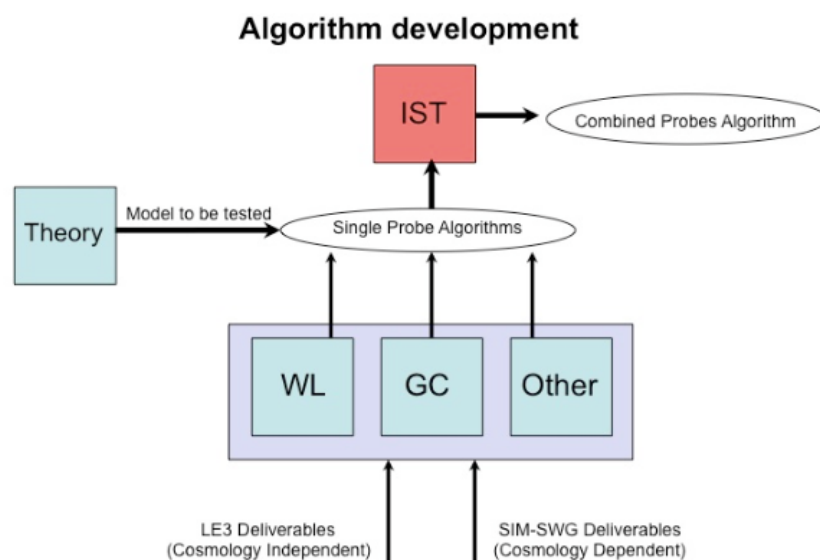 Algorithm development
IST
Combined Probes Algorithm
Model to be tested
Theory
Single Probe Algorithms
WL
GC
Other
LE3 Deliverables
(Cosmology Independent)
SIM-SWG Deliverables
(Cosmology Dependent)